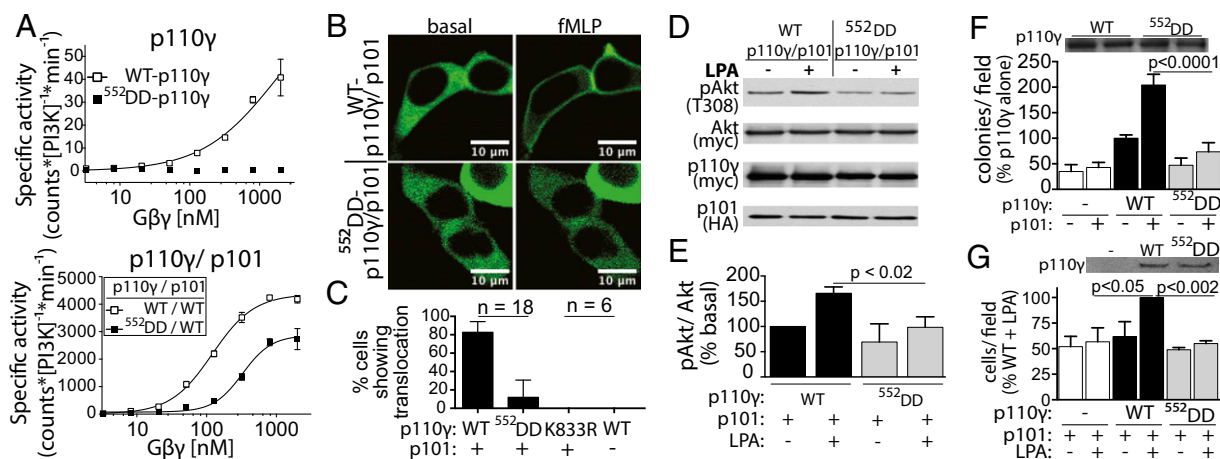 A
p110γ
WT-p110γ
552DD-p110γ
Specific activity
(counts*[PI3K]-1*min-1)
50
40
30
20
10
0
10
100
1000
Gβγ [nM]
p110γ/ p101
p110γ / p101
WT / WT
552DD / WT
Specific activity
(counts*[PI3K]-1*min-1)
5000
4000
3000
2000
1000
0
10
100
1000
Gβγ [nM]
B
basal
fMLP
WT-
p110γ/ p101
552DD-
p110γ/p101
10 μm
10 μm
10 μm
10 μm
C
n = 18
n = 6
% cells
showing
translocation
100
80
60
40
20
0
p110γ: WT 552DD K833R WT
p101: + + + -
D
WT
p110γ/p101
552DD
p110γ/p101
LPA - + - +
pAkt
(T308)
Akt
(myc)
p110γ
(myc)
p101
(HA)
E
p < 0.02
pAkt/ Akt
(% basal)
200
150
100
50
0
p110γ: WT 552DD
p101: + + + +
LPA: - + - +
F
WT 552DD
p110γ
p<0.0001
colonies/ field
(% p110γ alone)
250
200
150
100
50
0
p110γ: - WT 552DD
p101: - + - + - +
G
- WT 552DD
p110γ
p<0.05 p<0.002
cells/ field
(% WT + LPA)
100
80
60
40
20
0
p110γ: - WT 552DD
p101: + + + + + +
LPA: - + - + - +